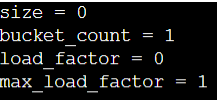 size = 0
bucket_count = 1
load_factor = 0
max_load_factor = 1